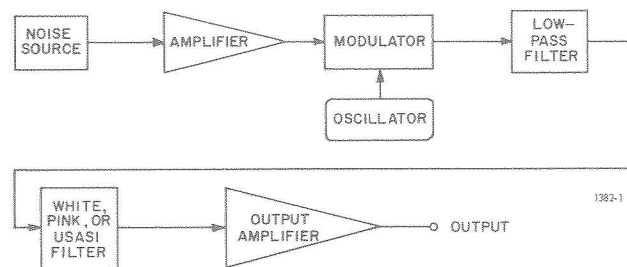 NOISE
SOURCE
AMPLIFIER
MODULATOR
LOW-
PASS
FILTER
OSCILLATOR
1382-1
WHITE,
PINK, OR
USASI
FILTER
OUTPUT
AMPLIFIER
OUTPUT